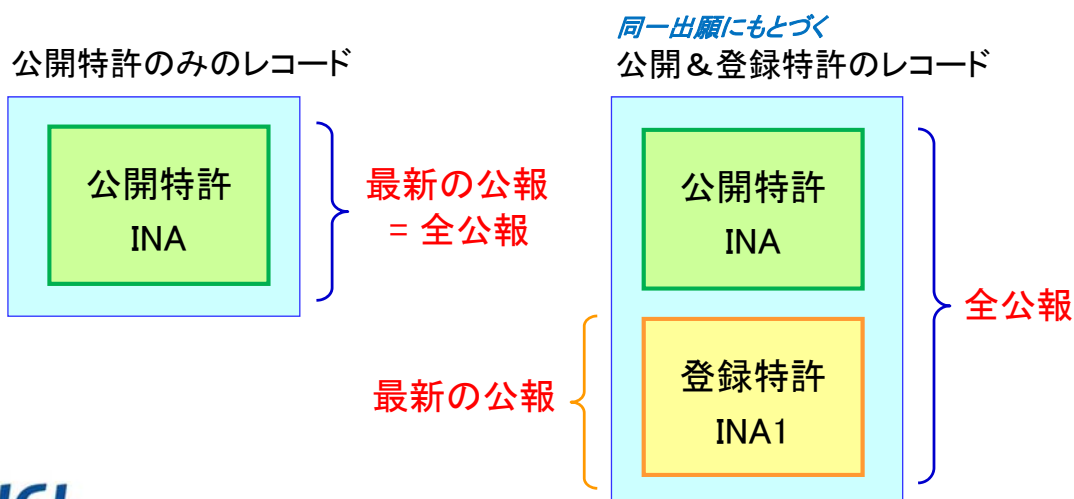 公開特許のみのレコード
公開特許
INA
最新の公報
= 全公報
同一出願にもとづく
公開＆登録特許のレコード
公開特許
INA
登録特許
INA1
最新の公報
全公報